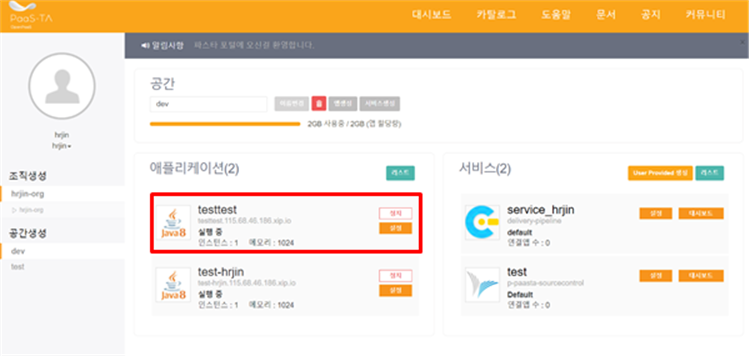 PaaS-TA
대시보드 카탈로그 도움말 문서 공지 커뮤니티
알림사항 파스타 포탈에 오신걸 환영합니다.
hrjin
hrjin
조직생성
hrjin-org
hrjin-org
공간생성
dev
test
공간
dev
이름변경 앱생성 서비스생성
2GB 사용중 / 2GB (앱 할당량)
애플리케이션(2) 리스트
testtest
testtest.115.68.46.186.xip.io
실행 중
인스턴스 : 1 메모리 : 1024
정지
설정
Java8
test-hrjin
test-hrjin.115.68.46.186.xip.io
실행 중
인스턴스 : 1 메모리 : 1024
정지
설정
Java8
서비스(2) User Provided 생성 리스트
service_hrjin
delivery-pipeline
default
연결앱 수 : 0
설정 대시보드
test
p-paasta-sourcecontrol
Default
연결앱 수 : 0
설정 대시보드